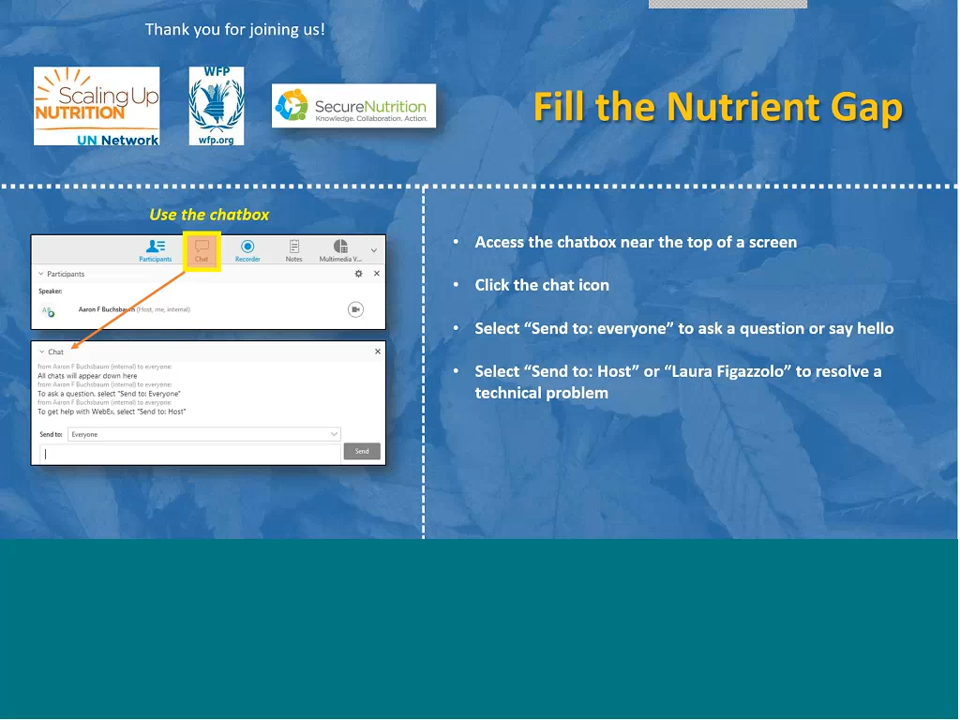 Thank you for joining us!
Scaling Up
NUTRITION
UN Network
WFP
wfp.org
SecureNutrition
Knowledge. Collaboration. Action.
Fill the Nutrient Gap
Use the chatbox
Participants
Chat
Recorder
Notes
Multimedia V...
Participants
Speaker:
Aaron F Buchsbaum (Host, me, internal)
Chat
from Aaron F Buchsbaum (internal) to everyone:
All chats will appear down here
from Aaron F Buchsbaum (internal) to everyone:
To ask a question, select "Send to: Everyone"
from Aaron F Buchsbaum (internal) to everyone:
To get help with WebEx, select "Send to: Host"
Send to: Everyone
Send
• Access the chatbox near the top of a screen
• Click the chat icon
• Select “Send to: everyone” to ask a question or say hello
• Select “Send to: Host” or “Laura Figazzolo” to resolve a
technical problem